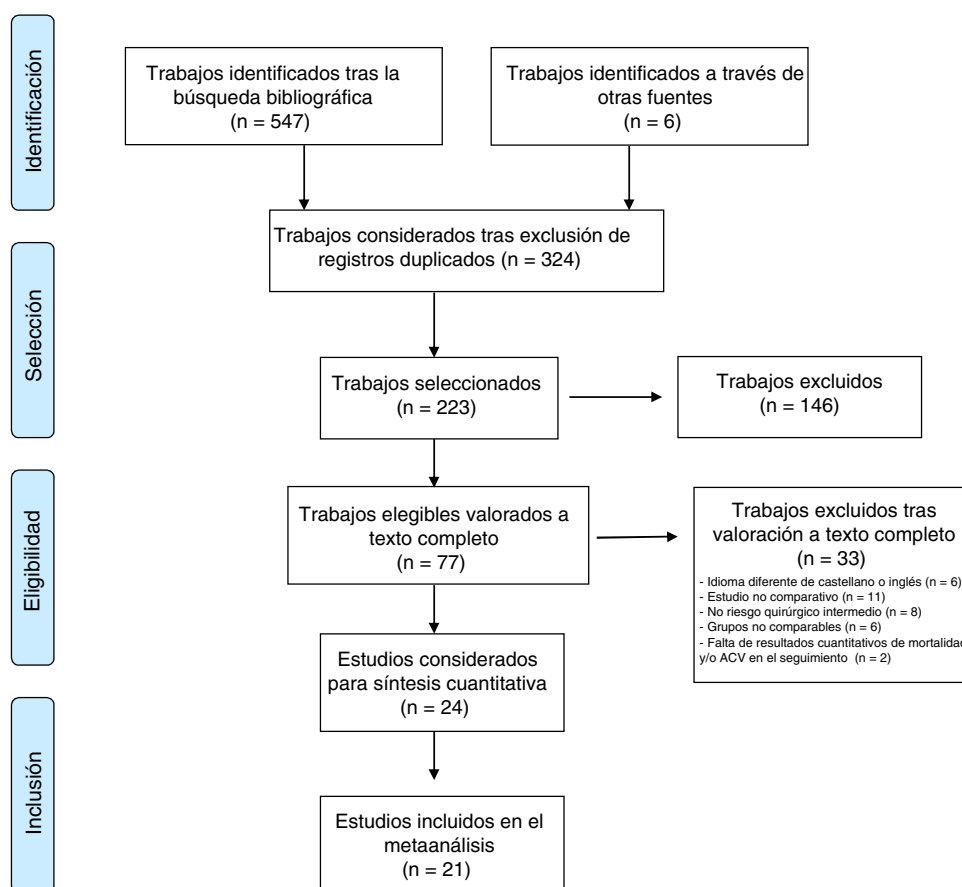 Identificación
Trabajos identificados tras la
búsqueda bibliográfica
(n = 547)
Trabajos identificados a través de
otras fuentes
(n = 6)
Trabajos considerados tras exclusión de
registros duplicados (n = 324)
Selección
Trabajos seleccionados
(n = 223)
Trabajos excluidos
(n = 146)
Eligibilidad
Trabajos elegibles valorados a
texto completo
(n = 77)
Trabajos excluidos tras
valoración a texto completo
(n = 33)
- Idioma diferente de castellano o inglés (n = 6)
- Estudio no comparativo (n = 11)
- No riesgo quirúrgico intermedio (n = 8)
- Grupos no comparables (n = 6)
- Falta de resultados cuantitativos de mortalidad
y/o ACV en el seguimiento (n = 2)
Estudios considerados
para síntesis cuantitativa
(n = 24)
Inclusión
Estudios incluidos en el
metaanálisis
(n = 21)